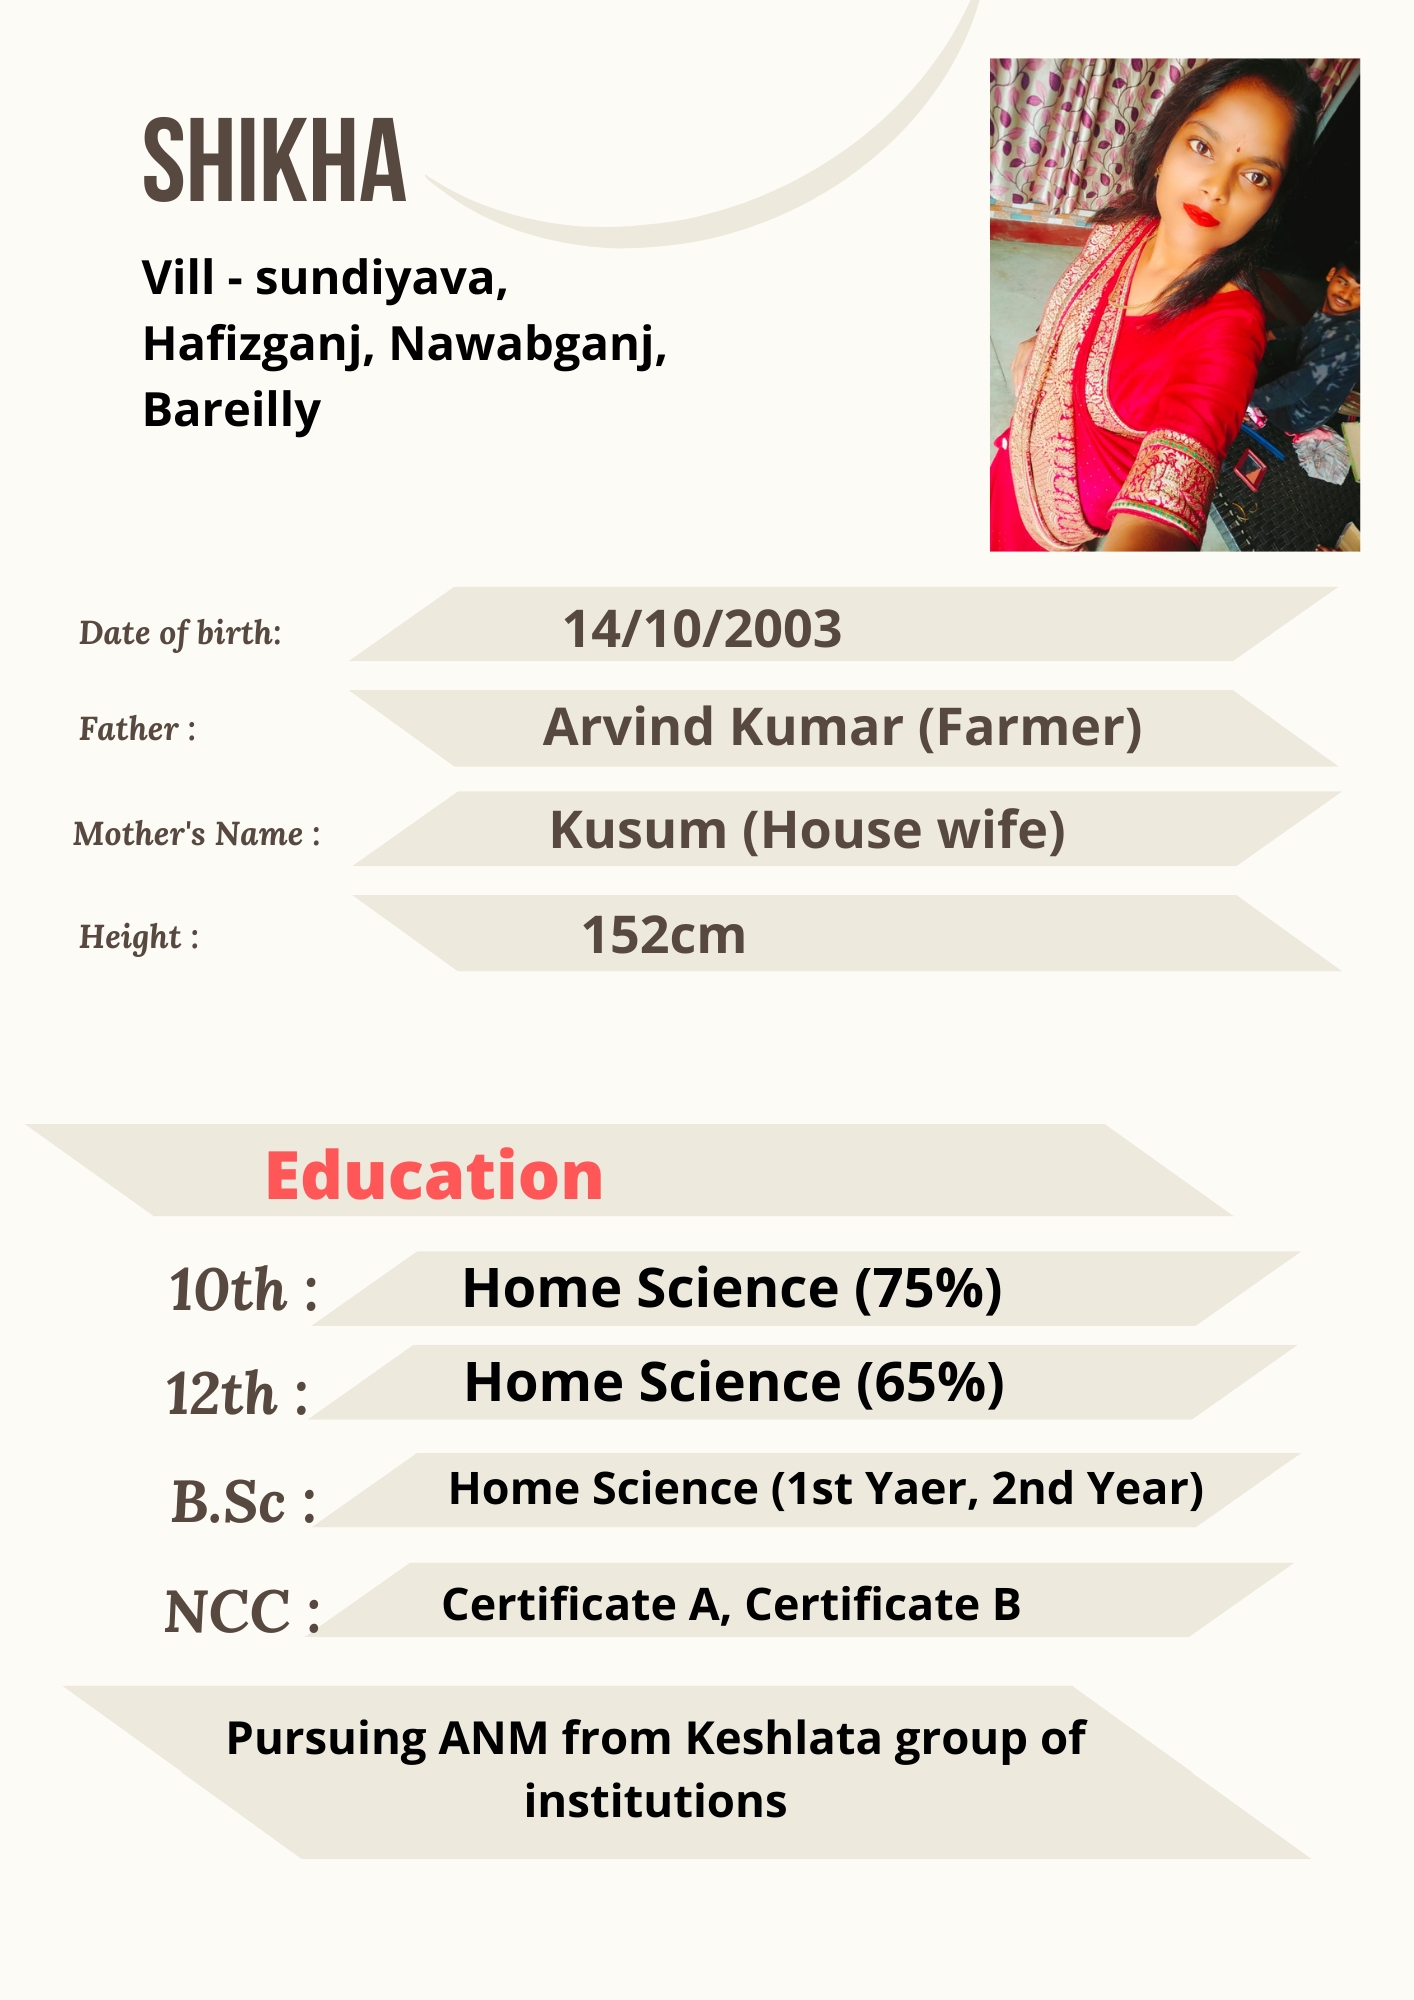 SHIKHA
Vill - sundiyava,
Hafizganj, Nawabganj,
Bareilly
Date of birth: 14/10/2003
Father : Arvind Kumar (Farmer)
Mother's Name : Kusum (House wife)
Height : 152cm
Education
10th : Home Science (75%)
12th : Home Science (65%)
B.Sc : Home Science (1st Yaer, 2nd Year)
NCC : Certificate A, Certificate B
Pursuing ANM from Keshlata group of
institutions